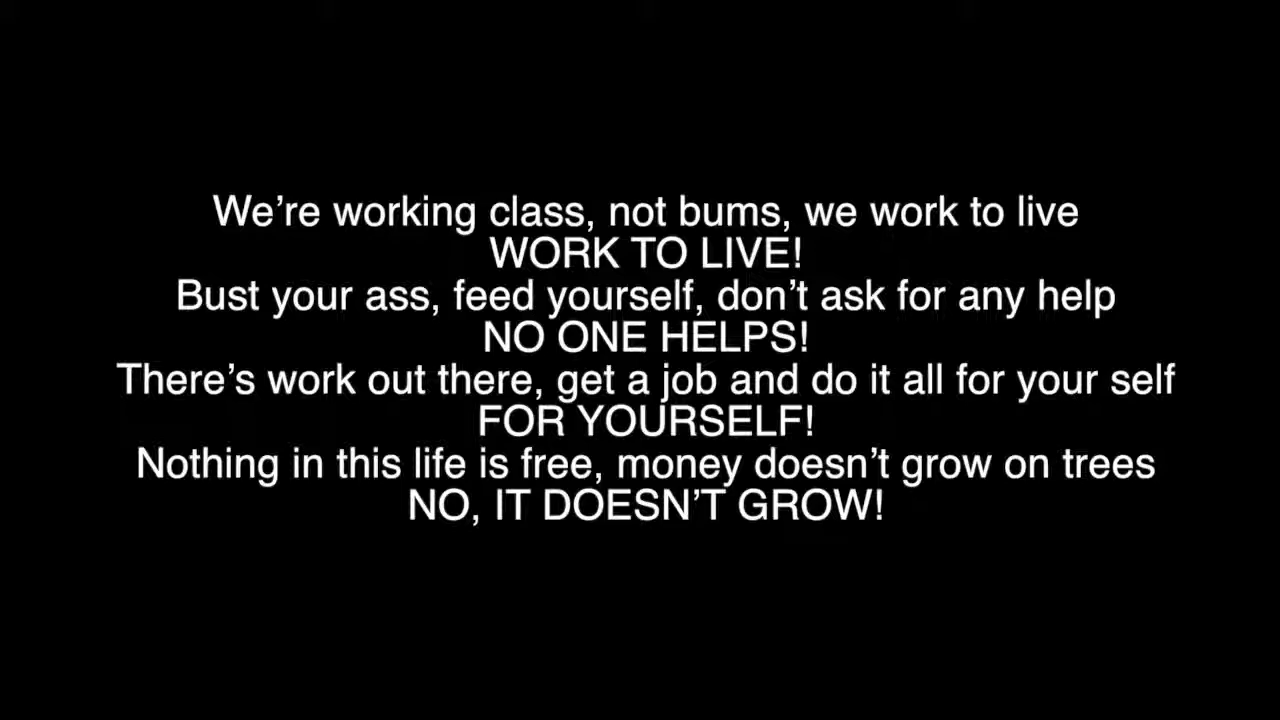 We’re working class, not bums, we work to live
WORK TO LIVE!
Bust your ass, feed yourself, don’t ask for any help
NO ONE HELPS!
There’s work out there, get a job and do it all for your self
FOR YOURSELF!
Nothing in this life is free, money doesn’t grow on trees
NO, IT DOESN’T GROW!